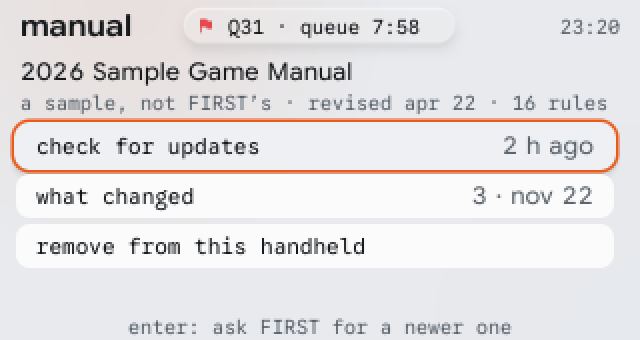 manual
Q31 · queue 7:58
23:20
2026 Sample Game Manual
a sample, not FIRST's · revised apr 22 · 16 rules
check for updates 2 h ago
what changed 3 · nov 22
remove from this handheld
enter: ask FIRST for a newer one